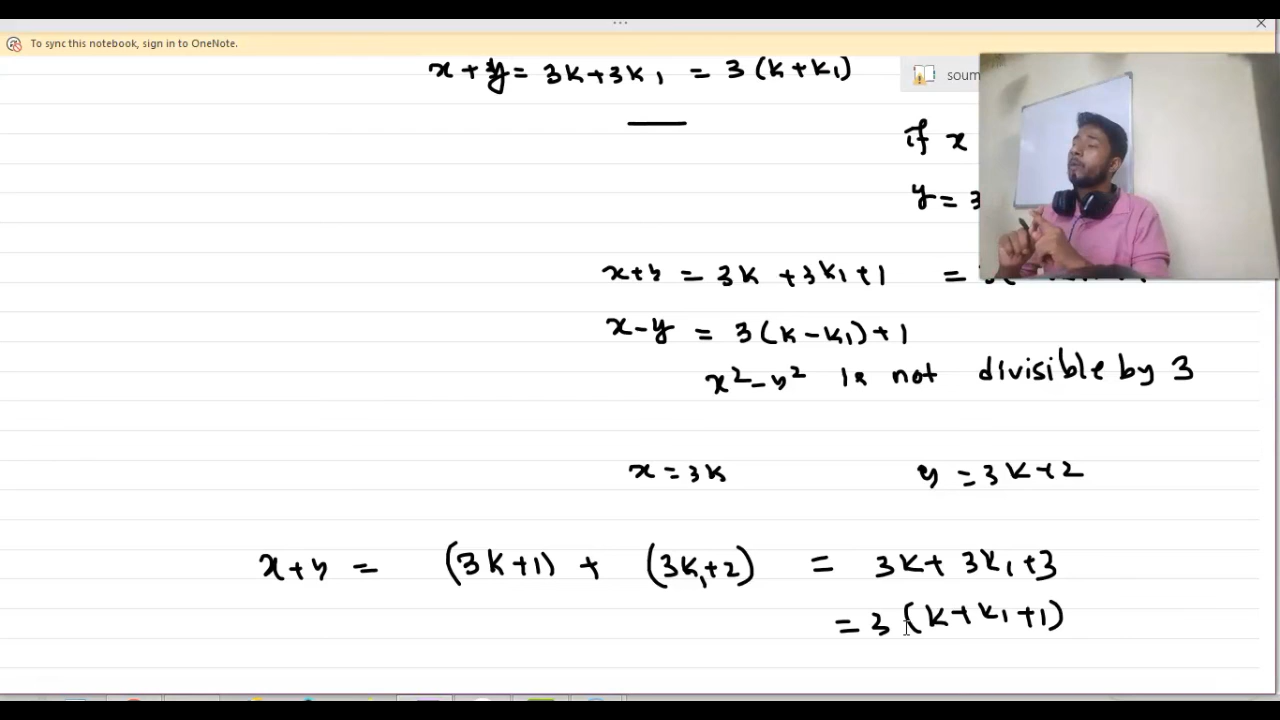 To sync this notebook, sign in to OneNote.
x + y = 3k + 3k₁ = 3 (k + k₁)
soum
if x
y = 3
x + y = 3k + 3k₁ + 1 =
x - y = 3 (k - k₁) + 1
x² - y² is not divisible by 3
x = 3k y = 3k + 2
x + y = (3k + 1) + (3k₁ + 2) = 3k + 3k₁ + 3
= 3 (k + k₁ + 1)